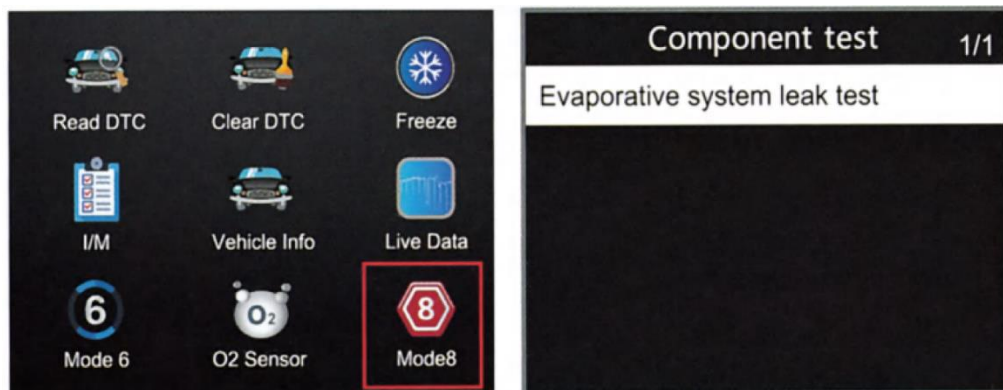 Read DTC
Clear DTC
Freeze
I/M
Vehicle Info
Live Data
6
O2
8
Mode 6
O2 Sensor
Mode8
Component test 1/1
Evaporative system leak test